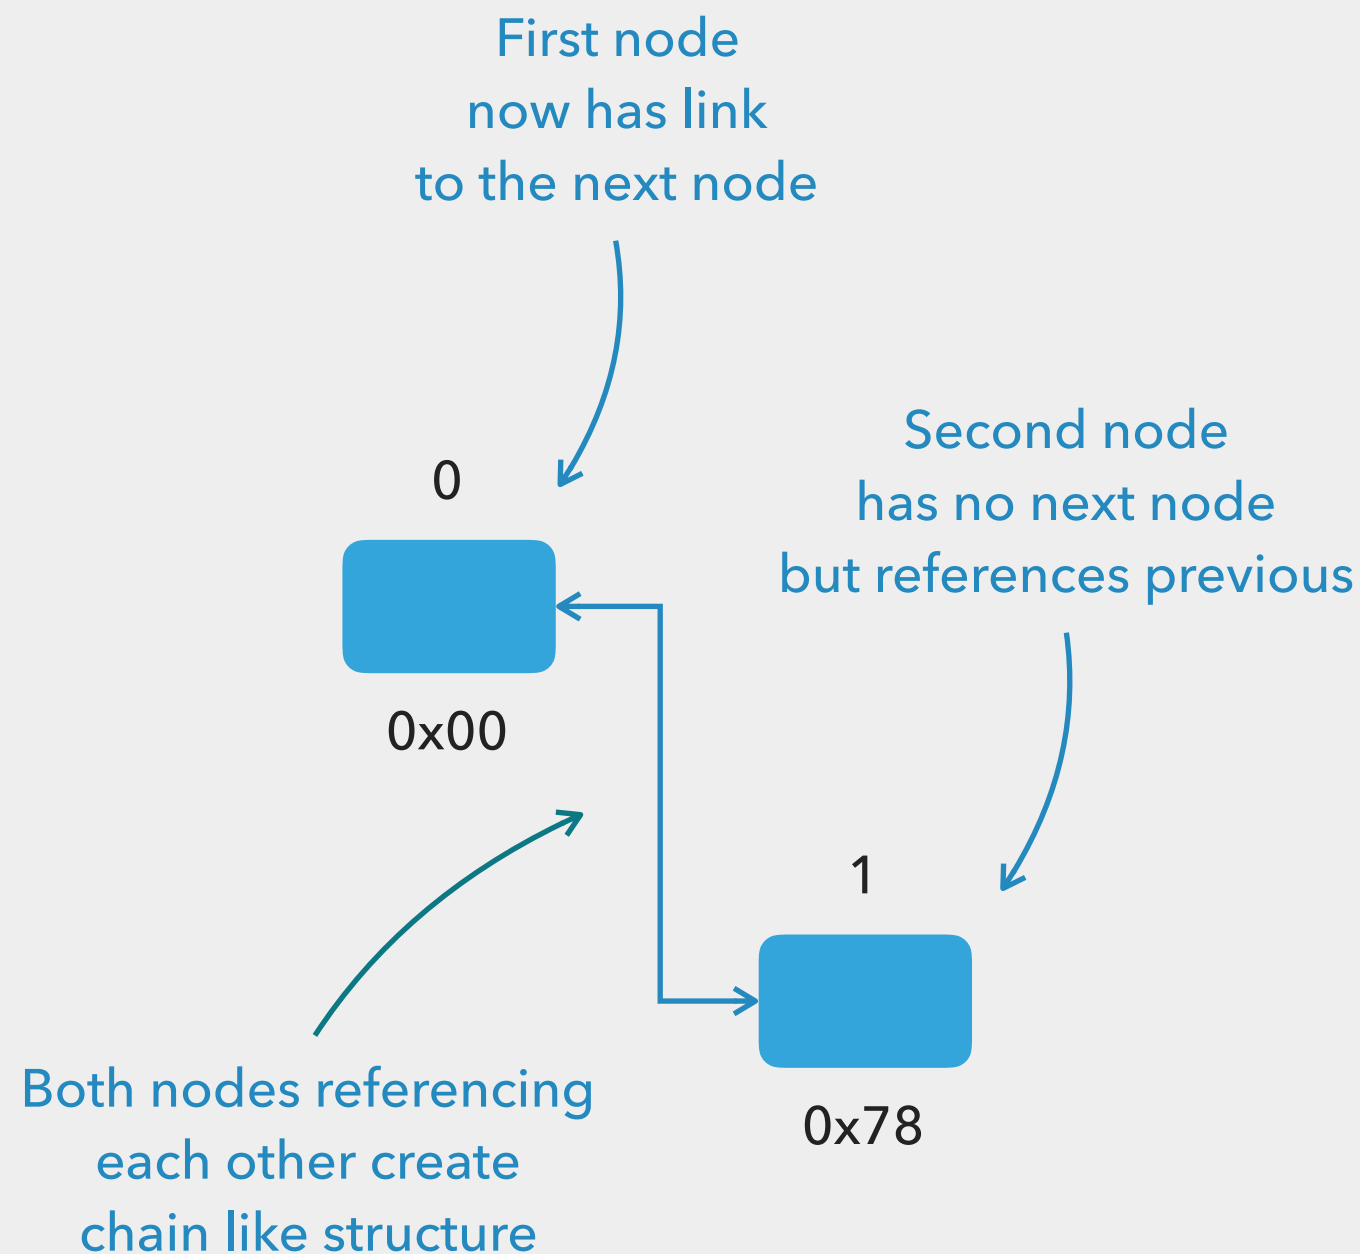 First node
now has link
to the next node
Second node
has no next node
but references previous
0
0x00
1
0x78
Both nodes referencing
each other create
chain like structure